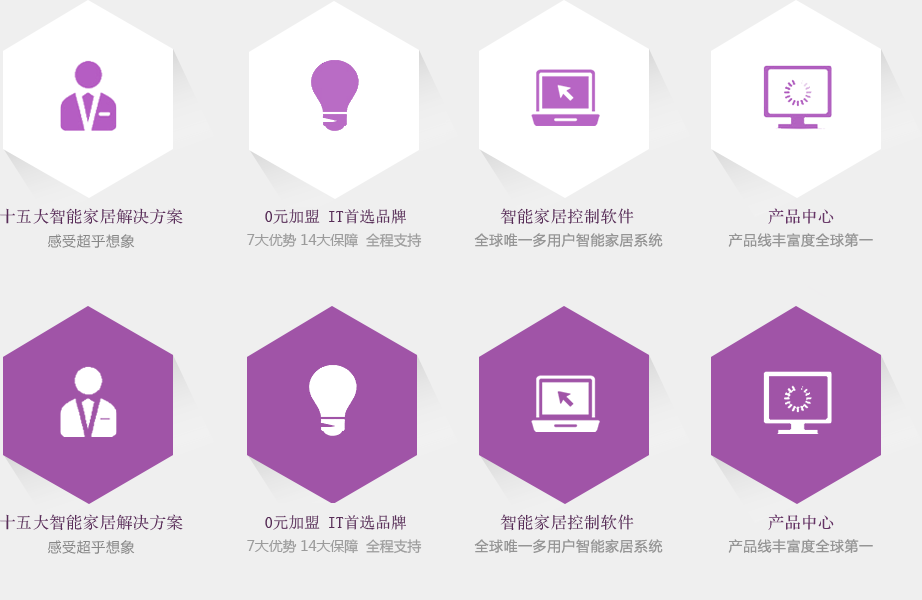 十五大智能家居解决方案
感受超乎想象
0元加盟 IT首选品牌
7大优势 14大保障 全程支持
智能家居控制软件
全球唯一多用户智能家居系统
产品中心
产品线丰富度全球第一
十五大智能家居解决方案
感受超乎想象
0元加盟 IT首选品牌
7大优势 14大保障 全程支持
智能家居控制软件
全球唯一多用户智能家居系统
产品中心
产品线丰富度全球第一